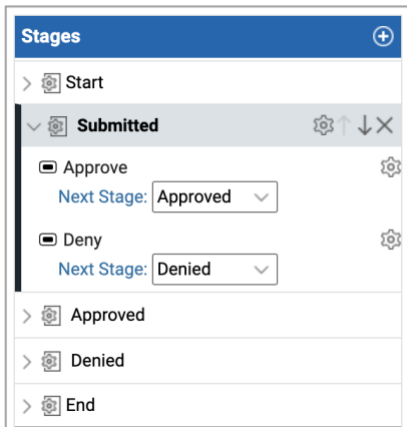 Stages
Start
Submitted
Approve
Next Stage: Approved
Deny
Next Stage: Denied
Approved
Denied
End